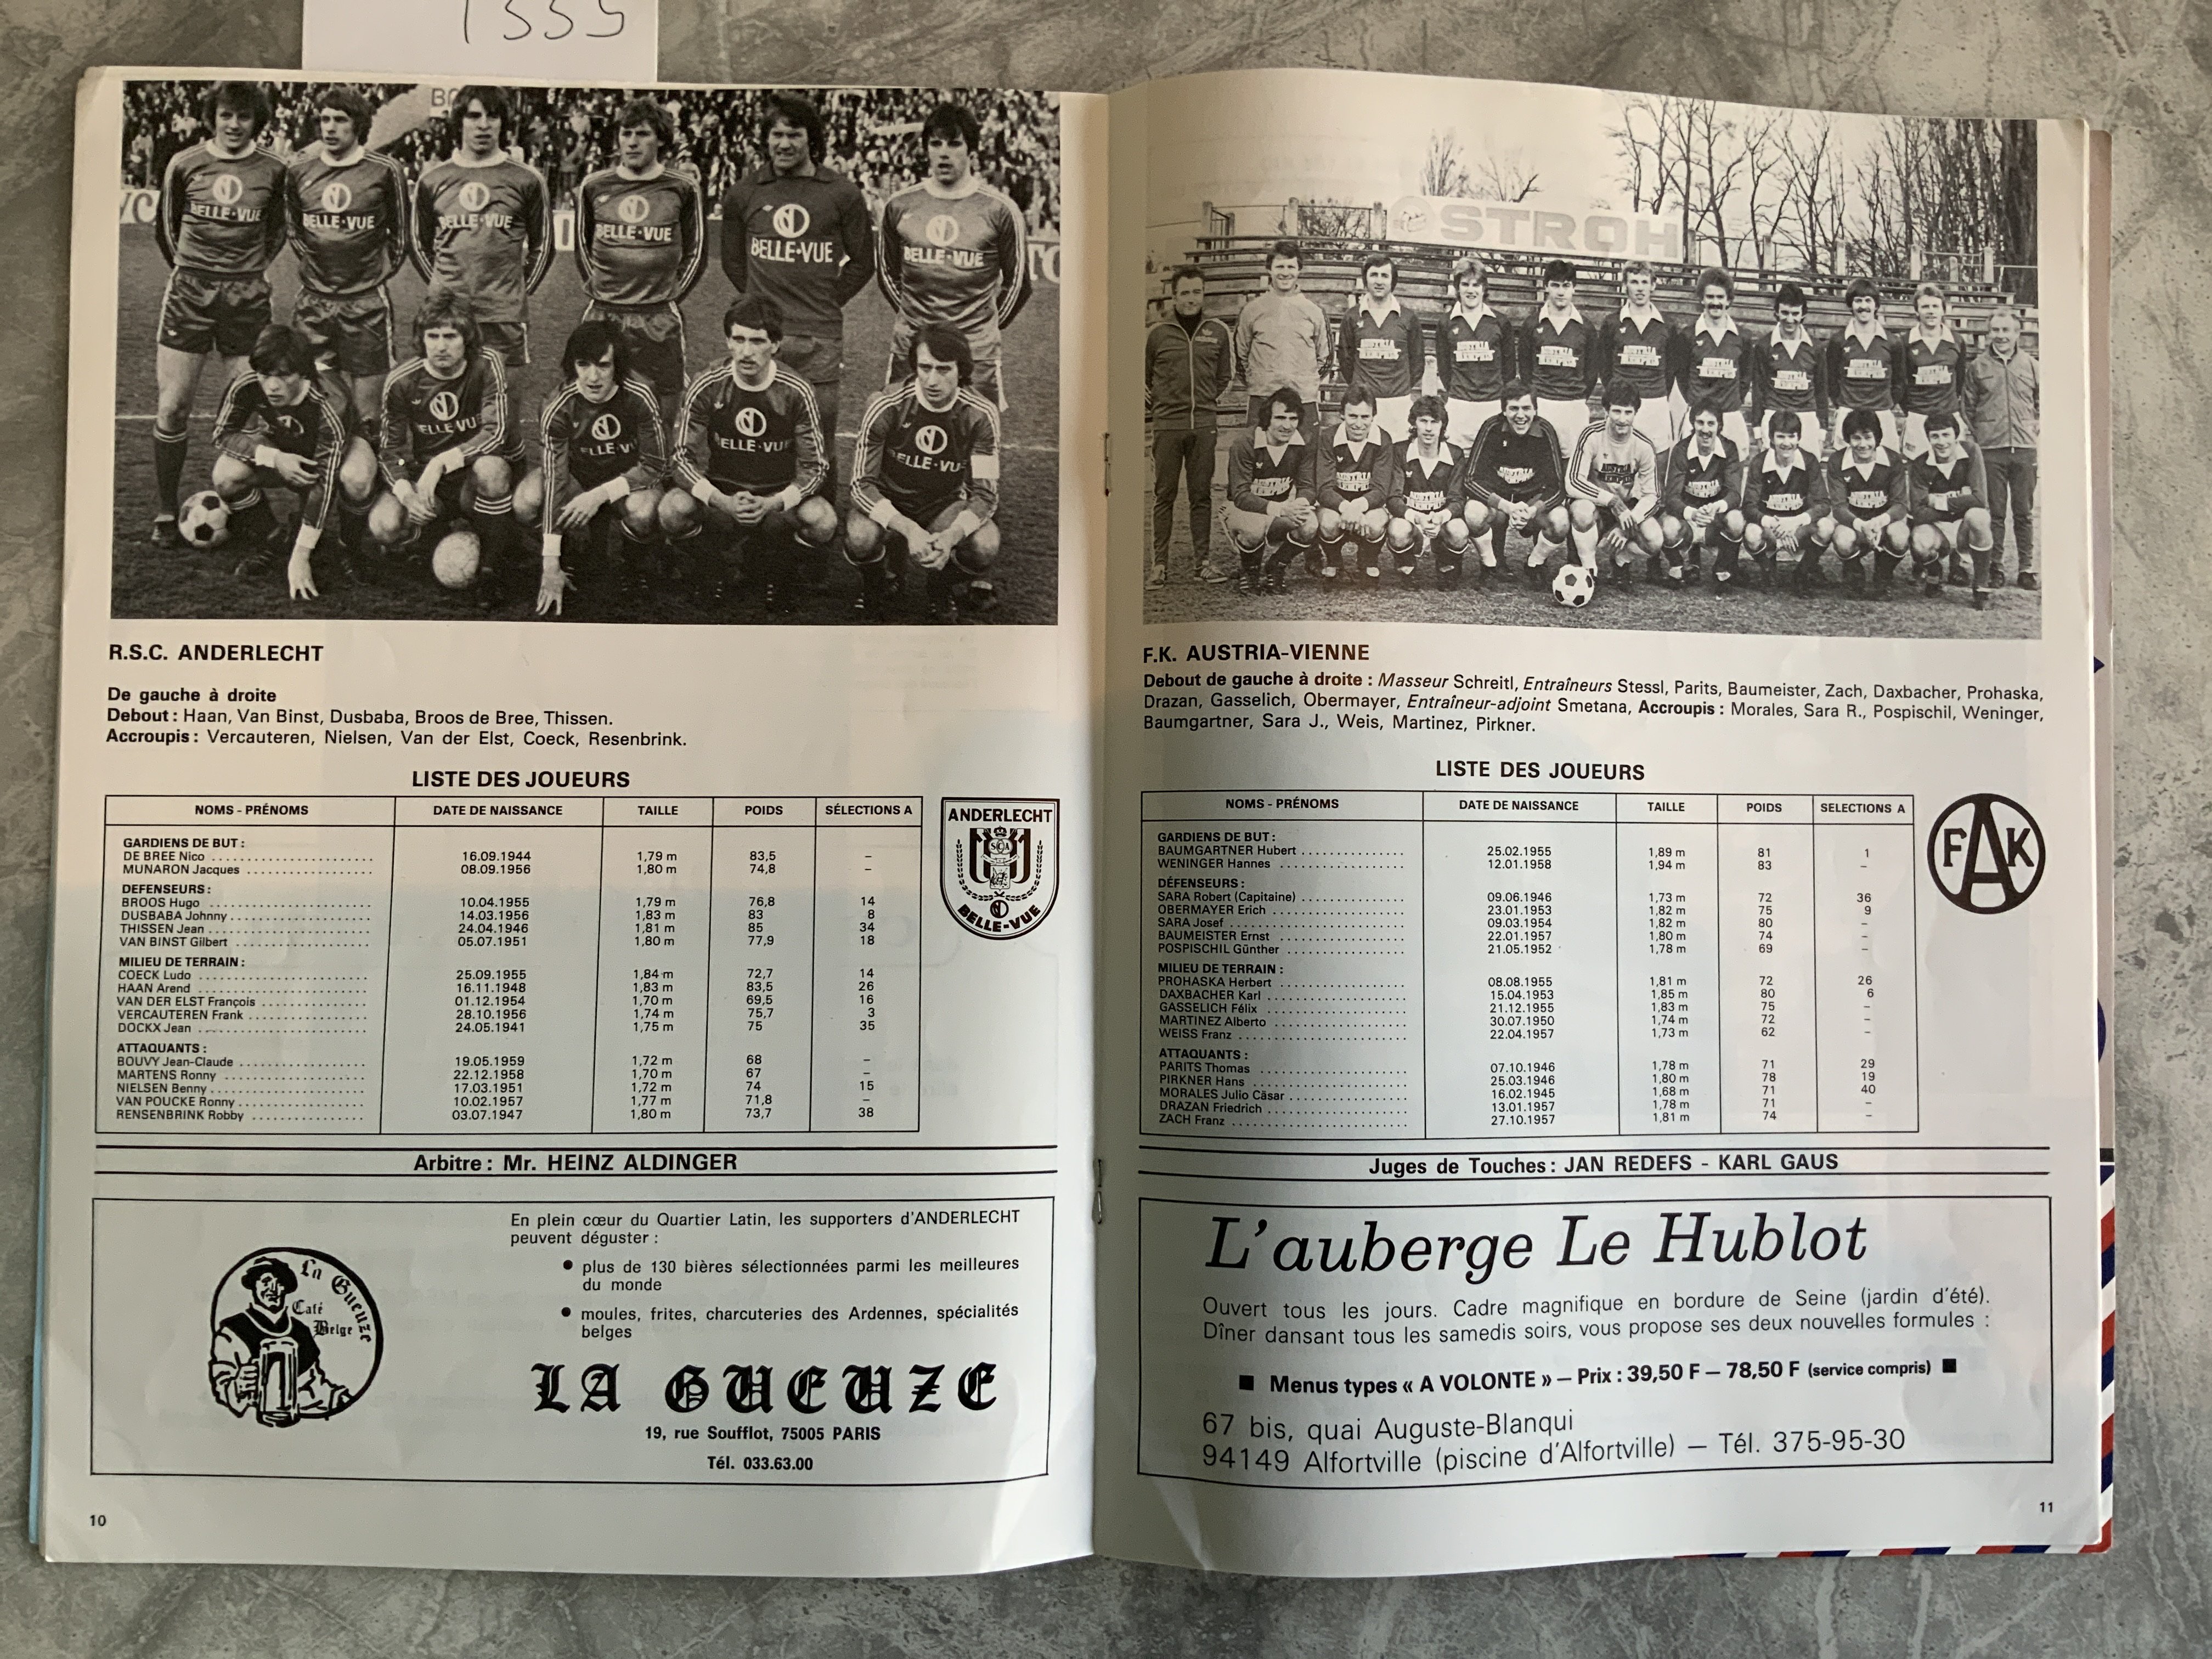 1335
R.S.C. ANDERLECHT
De gauche à droite
Debout : Haan, Van Binst, Dusbaba, Broos de Bree, Thissen.
Accroupis : Vercauteren, Nielsen, Van der Elst, Coeck, Resenbrink.
LISTE DES JOUEURS
NOMS - PRÉNOMS DATE DE NAISSANCE TAILLE POIDS SÉLECTIONS A
GARDIENS DE BUT :
DE BREE Nico 16.09.1944 1,79 m 83,5 –
MUNARON Jacques 08.09.1956 1,80 m 74,8 –
DEFENSEURS :
BROOS Hugo 10.04.1955 1,79 m 76,8 14
DUSBABA Johnny 14.03.1956 1,83 m 83 8
THISSEN Jean 24.04.1946 1,81 m 85 34
VAN BINST Gilbert 05.07.1951 1,80 m 77,9 18
MILIEU DE TERRAIN :
COECK Ludo 25.09.1955 1,84 m 72,7 14
HAAN Arend 16.11.1948 1,83 m 83,5 26
VAN DER ELST François 01.12.1954 1,70 m 69,5 16
VERCAUTEREN Frank 28.10.1956 1,74 m 75,7 3
DOCKX Jean 24.05.1941 1,75 m 75 35
ATTAQUANTS :
BOUVY Jean-Claude 19.05.1959 1,72 m 68 –
MARTENS Ronny 22.12.1958 1,70 m 67 –
NIELSEN Benny 17.03.1951 1,72 m 74 15
VAN POUCKE Ronny 10.02.1957 1,77 m 71,8 –
RENSENBRINK Robby 03.07.1947 1,80 m 73,7 38
ANDERLECHT
BELLE-VUE
Arbitre : Mr. HEINZ ALDINGER
En plein cœur du Quartier Latin, les supporters d'ANDERLECHT
peuvent déguster :
● plus de 130 bières sélectionnées parmi les meilleures
du monde
● moules, frites, charcuteries des Ardennes, spécialités
belges
La Gueuze
Café
Belge
LA GUEUZE
19, rue Soufflot, 75005 PARIS
Tél. 033.63.00
10
BELLE-VUE BELLE-VUE BELLE-VUE BELLE-VUE BELLE-VUE BELLE-VUE
OSTROH
F.K. AUSTRIA-VIENNE
Debout de gauche à droite : Masseur Schreitl, Entraîneurs Stessl, Parits, Baumeister, Zach, Daxbacher, Prohaska,
Drazan, Gasselich, Obermayer, Entraîneur-adjoint Smetana, Accroupis : Morales, Sara R., Pospischil, Weninger,
Baumgartner, Sara J., Weis, Martinez, Pirkner.
LISTE DES JOUEURS
NOMS - PRÉNOMS DATE DE NAISSANCE TAILLE POIDS SELECTIONS A
GARDIENS DE BUT :
BAUMGARTNER Hubert 25.02.1955 1,89 m 81 1
WENINGER Hannes 12.01.1958 1,94 m 83 –
DÉFENSEURS :
SARA Robert (Capitaine) 09.06.1946 1,73 m 72 36
OBERMAYER Erich 23.01.1953 1,82 m 75 9
SARA Josef 09.03.1954 1,82 m 80 –
BAUMEISTER Ernst 22.01.1957 1,80 m 74 –
POSPISCHIL Günther 21.05.1952 1,78 m 69 –
MILIEU DE TERRAIN :
PROHASKA Herbert 08.08.1955 1,81 m 72 26
DAXBACHER Karl 15.04.1953 1,85 m 80 6
GASSELICH Félix 21.12.1955 1,83 m 75 –
MARTINEZ Alberto 30.07.1950 1,74 m 72 –
WEISS Franz 22.04.1957 1,73 m 62 –
ATTAQUANTS :
PARITS Thomas 07.10.1946 1,78 m 71 29
PIRKNER Hans 25.03.1946 1,80 m 78 19
MORALES Julio Cäsar 16.02.1945 1,68 m 71 40
DRAZAN Friedrich 13.01.1957 1,78 m 71 –
ZACH Franz 27.10.1957 1,81 m 74 –
FAK
Juges de Touches : JAN REDEFS - KARL GAUS
L'auberge Le Hublot
Ouvert tous les jours. Cadre magnifique en bordure de Seine (jardin d'été).
Dîner dansant tous les samedis soirs, vous propose ses deux nouvelles formules :
■ Menus types « A VOLONTE » – Prix : 39,50 F – 78,50 F (service compris) ■
67 bis, quai Auguste-Blanqui
94149 Alfortville (piscine d'Alfortville) – Tél. 375-95-30
11